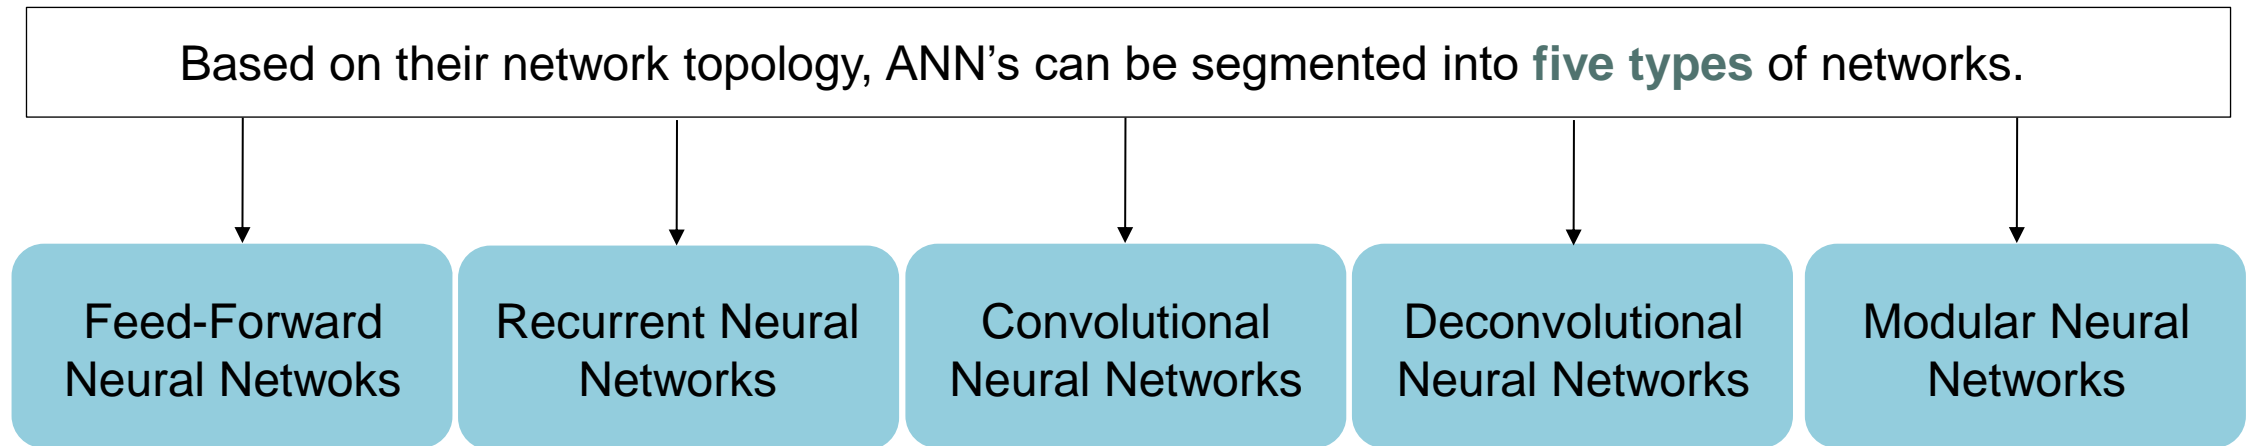 Based on their network topology, ANN’s can be segmented into five types of networks.
Feed-Forward
Neural Netwoks
Recurrent Neural
Networks
Convolutional
Neural Networks
Deconvolutional
Neural Networks
Modular Neural
Networks